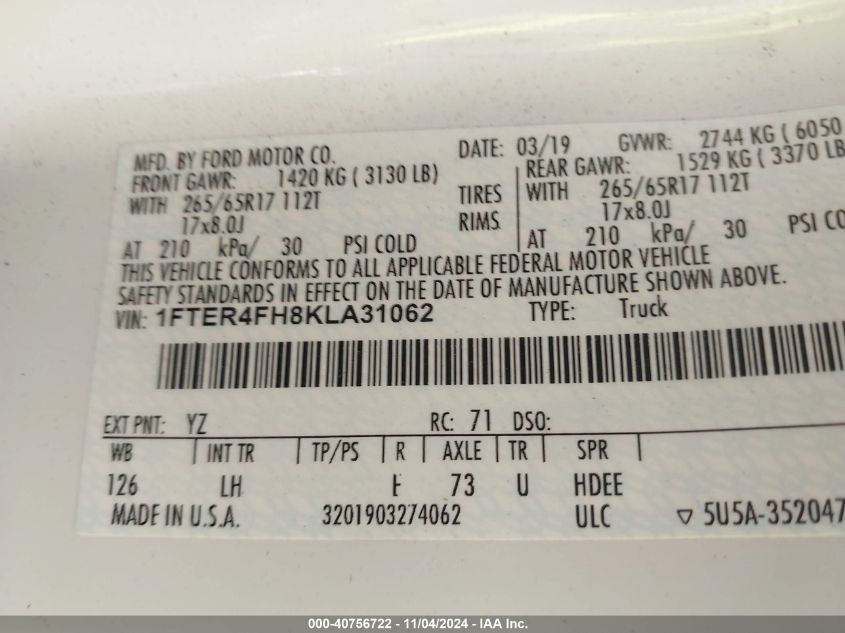 MFD. BY FORD MOTOR CO. DATE: 03/19 GVWR: 2744 KG ( 6050
FRONT GAWR: 1420 KG ( 3130 LB) REAR GAWR: 1529 KG ( 3370 LB
WITH 265/65R17 112T TIRES WITH 265/65R17 112T
17x8.0J RIMS 17x8.0J
AT 210 kPa/ 30 PSI COLD AT 210 kPa/ 30 PSI CO
THIS VEHICLE CONFORMS TO ALL APPLICABLE FEDERAL MOTOR VEHICLE
SAFETY STANDARDS IN EFFECT ON THE DATE OF MANUFACTURE SHOWN ABOVE.
VIN: 1FTER4FH8KLA31062 TYPE: Truck
EXT PNT: YZ RC: 71 DSO:
WB INT TR TP/PS R AXLE TR SPR
126 LH 73 U HDEE
MADE IN U.S.A. 3201903274062 ULC 5U5A-352047
000-40756722 - 11/04/2024 - IAA Inc.